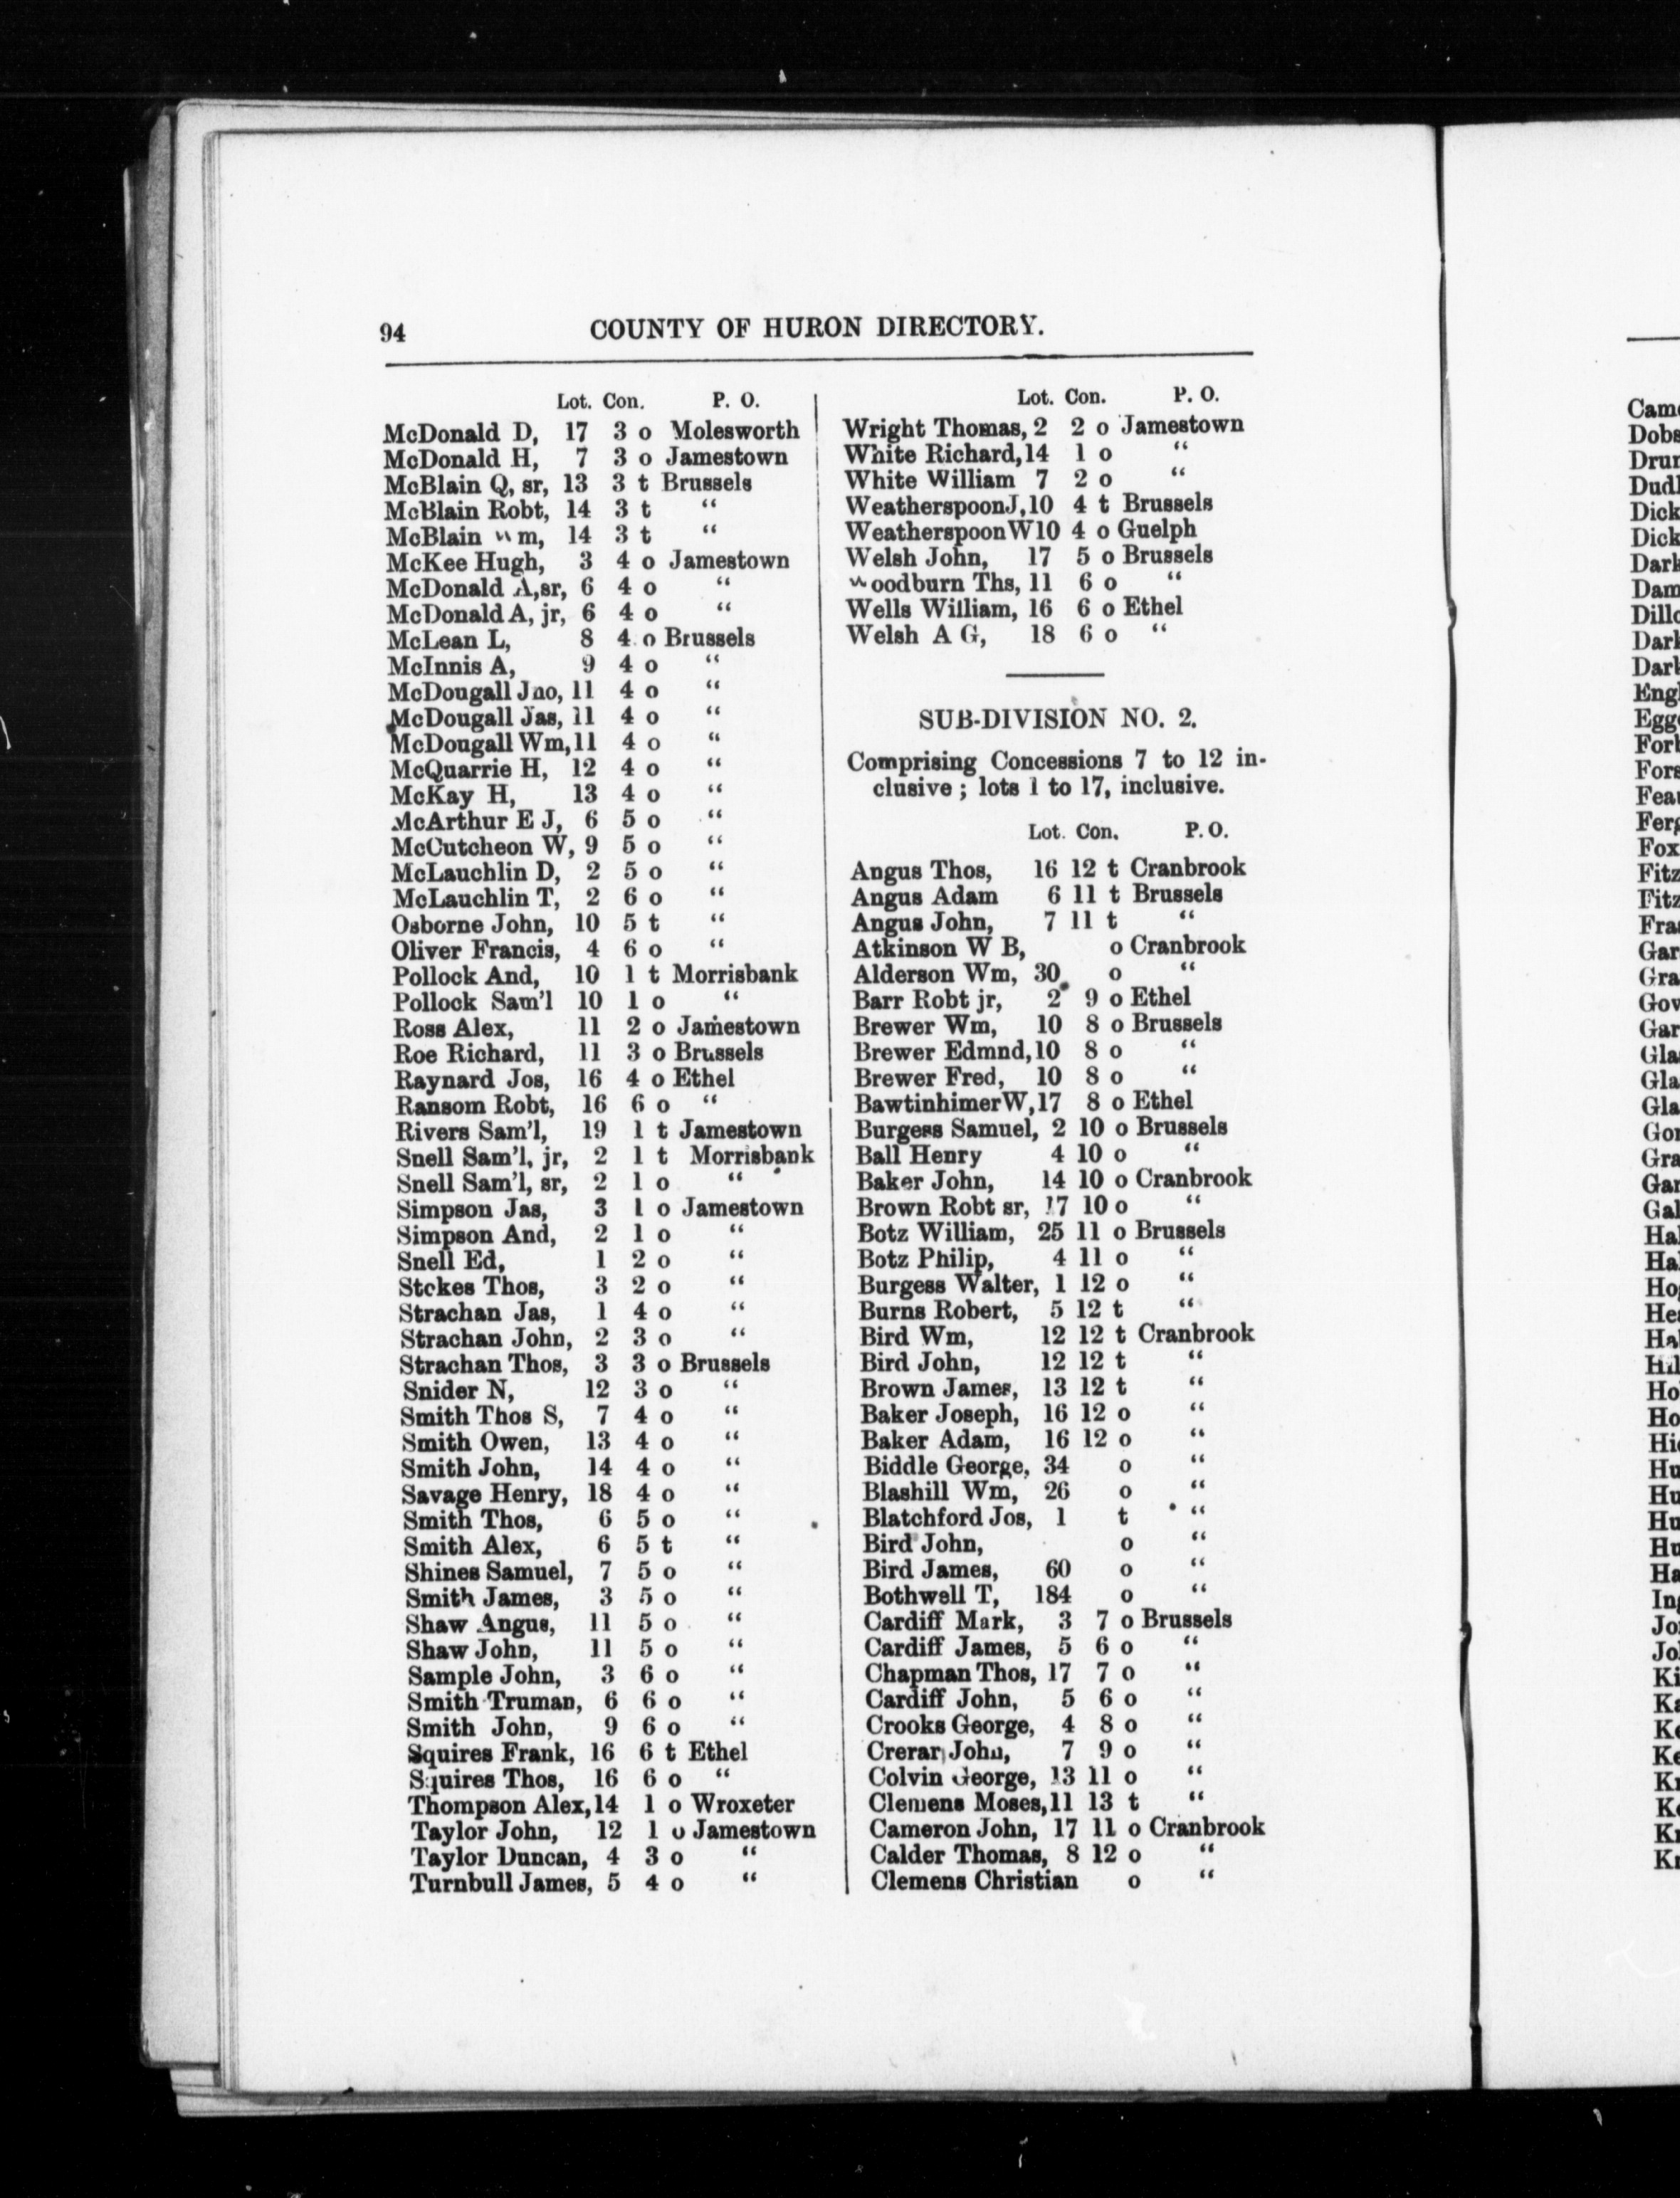 94 COUNTY OF HURON DIRECTORY.
Lot. Con. P. O.
McDonald D, 17 3 o Molesworth
McDonald H, 7 3 o Jamestown
McBlain Q, sr, 13 3 t Brussels
McBlain Robt, 14 3 t “
McBlain Wm, 14 3 t “
McKee Hugh, 3 4 o Jamestown
McDonald A, sr, 6 4 o “
McDonald A, jr, 6 4 o “
McLean L, 8 4 o Brussels
McInnis A, 9 4 o “
McDougall Jno, 11 4 o “
McDougall Jas, 11 4 o “
McDougall Wm, 11 4 o “
McQuarrie H, 12 4 o “
McKay H, 13 4 o “
McArthur E J, 6 5 o “
McCutcheon W, 9 5 o “
McLauchlin D, 2 5 o “
McLauchlin T, 2 6 o “
Osborne John, 10 5 t “
Oliver Francis, 4 6 o “
Pollock And, 10 1 t Morrisbank
Pollock Sam'l 10 1 o “
Ross Alex, 11 2 o Jamestown
Roe Richard, 11 3 o Brussels
Raynard Jos, 16 4 o Ethel
Ransom Robt, 16 6 o “
Rivers Sam'l, 19 1 t Jamestown
Snell Sam'l, jr, 2 1 t Morrisbank
Snell Sam'l, sr, 2 1 o “
Simpson Jas, 3 1 o Jamestown
Simpson And, 2 1 o “
Snell Ed, 1 2 o “
Stokes Thos, 3 2 o “
Strachan Jas, 1 4 o “
Strachan John, 2 3 o “
Strachan Thos, 3 3 o Brussels
Snider N, 12 3 o “
Smith Thos S, 7 4 o “
Smith Owen, 13 4 o “
Smith John, 14 4 o “
Savage Henry, 18 4 o “
Smith Thos, 6 5 o “
Smith Alex, 6 5 t “
Shines Samuel, 7 5 o “
Smith James, 3 5 o “
Shaw Angus, 11 5 o “
Shaw John, 11 5 o “
Sample John, 3 6 o “
Smith Truman, 6 6 o “
Smith John, 9 6 o “
Squires Frank, 16 6 t Ethel
Squires Thos, 16 6 o “
Thompson Alex, 14 1 o Wroxeter
Taylor John, 12 1 o Jamestown
Taylor Duncan, 4 3 o “
Turnbull James, 5 4 o “
Lot. Con. P. O.
Wright Thomas, 2 2 o Jamestown
White Richard, 14 1 o “
White William 7 2 o “
Weatherspoon J, 10 4 t Brussels
Weatherspoon W 10 4 o Guelph
Welsh John, 17 5 o Brussels
Woodburn Ths, 11 6 o “
Wells William, 16 6 o Ethel
Welsh A G, 18 6 o “
SUB-DIVISION NO. 2.
Comprising Concessions 7 to 12 in-
clusive ; lots 1 to 17, inclusive.
Lot. Con. P. O.
Angus Thos, 16 12 t Cranbrook
Angus Adam 6 11 t Brussels
Angus John, 7 11 t “
Atkinson W B, o Cranbrook
Alderson Wm, 30 o “
Barr Robt jr, 2 9 o Ethel
Brewer Wm, 10 8 o Brussels
Brewer Edmnd, 10 8 o “
Brewer Fred, 10 8 o “
Bawtinhimer W, 17 8 o Ethel
Burgess Samuel, 2 10 o Brussels
Ball Henry 4 10 o “
Baker John, 14 10 o Cranbrook
Brown Robt sr, 17 10 o “
Botz William, 25 11 o Brussels
Botz Philip, 4 11 o “
Burgess Walter, 1 12 o “
Burns Robert, 5 12 t “
Bird Wm, 12 12 t Cranbrook
Bird John, 12 12 t “
Brown James, 13 12 t “
Baker Joseph, 16 12 o “
Baker Adam, 16 12 o “
Biddle George, 34 o “
Blashill Wm, 26 o “
Blatchford Jos, 1 t “
Bird John, o “
Bird James, 60 o “
Bothwell T, 184 o “
Cardiff Mark, 3 7 o Brussels
Cardiff James, 5 6 o “
Chapman Thos, 17 7 o “
Cardiff John, 5 6 o “
Crooks George, 4 8 o “
Crerar John, 7 9 o “
Colvin George, 13 11 o “
Clemens Moses, 11 13 t “
Cameron John, 17 11 o Cranbrook
Calder Thomas, 8 12 o “
Clemens Christian o “